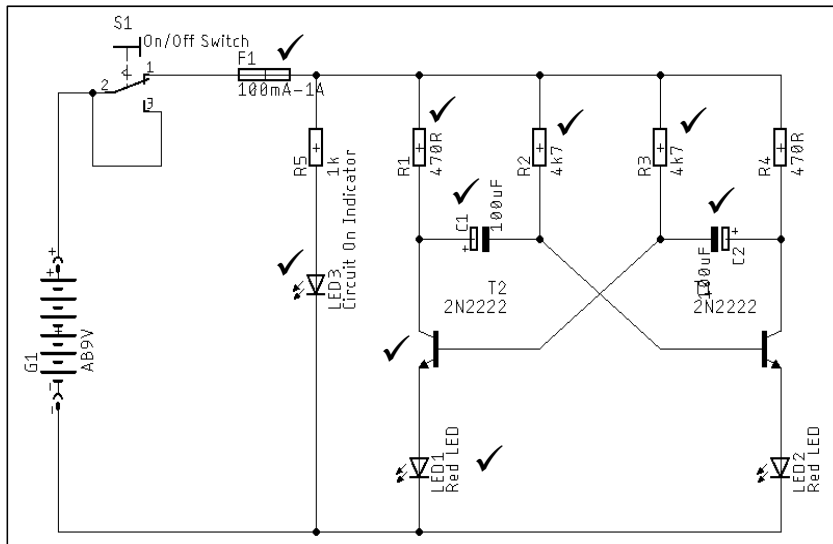 S1
On/Off Switch
1
2
3
F1
100mA-1A
R5
1k
R1
470R
R2
4k7
R3
4k7
R4
470R
C1
100uF
100uF
C2
LED3
Circuit On Indicator
T2
2N2222
2N2222
G1
AB9V
LED1
Red LED
LED2
Red LED